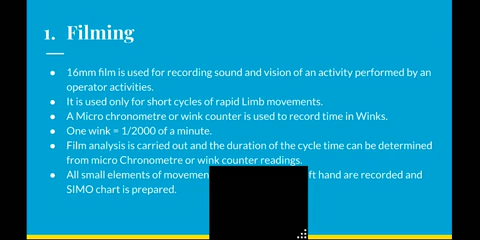 1. Filming
● 16mm film is used for recording sound and vision of an activity performed by an
operator activities.
● It is used only for short cycles of rapid Limb movements.
● A Micro chronometre or wink counter is used to record time in Winks.
● One wink = 1/2000 of a minute.
● Film analysis is carried out and the duration of the cycle time can be determined
from micro Chronometre or wink counter readings.
● All small elements of movemen ft hand are recorded and
SIMO chart is prepared.